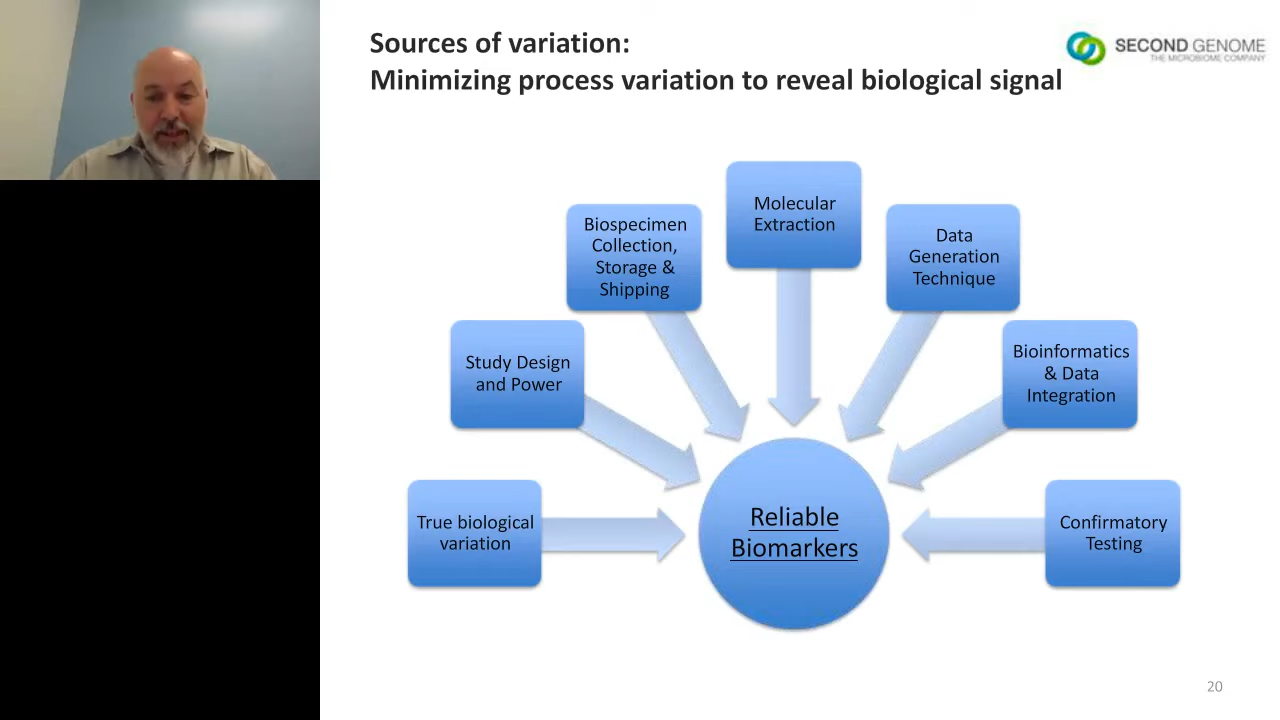 Sources of variation:
Minimizing process variation to reveal biological signal
SECOND GENOME
THE MICROBIOME COMPANY
Molecular
Extraction
Biospecimen
Collection,
Storage &
Shipping
Data
Generation
Technique
Study Design
and Power
Bioinformatics
& Data
Integration
True biological
variation
Reliable
Biomarkers
Confirmatory
Testing
20